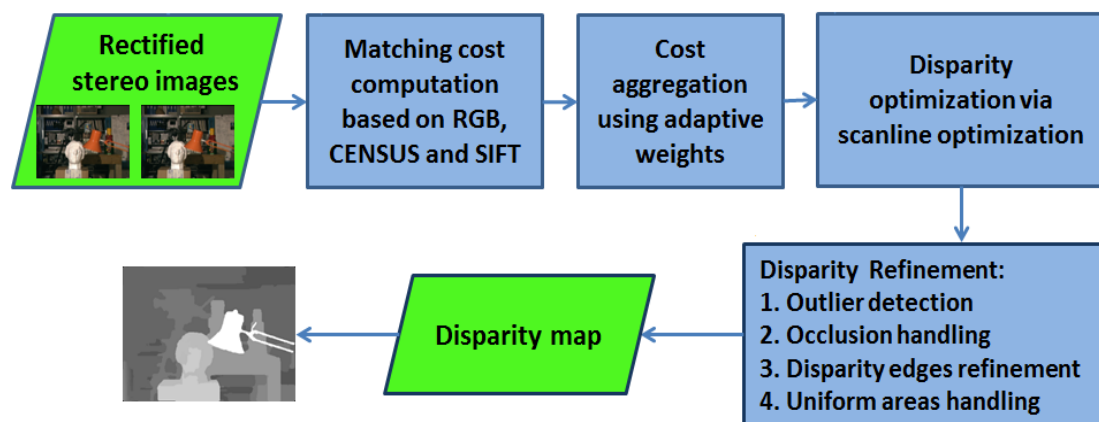 Rectified
stereo images
Matching cost
computation
based on RGB,
CENSUS and SIFT
Cost
aggregation
using adaptive
weights
Disparity
optimization via
scanline optimization
Disparity Refinement:
1. Outlier detection
2. Occlusion handling
3. Disparity edges refinement
4. Uniform areas handling
Disparity map